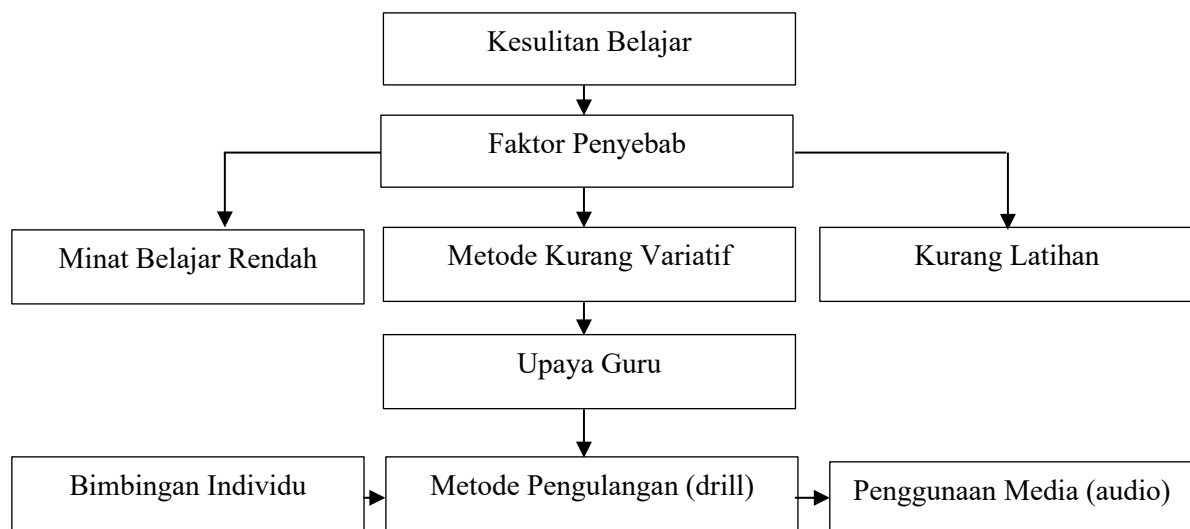 Kesulitan Belajar
Faktor Penyebab
Minat Belajar Rendah
Metode Kurang Variatif
Kurang Latihan
Upaya Guru
Bimbingan Individu
Metode Pengulangan (drill)
Penggunaan Media (audio)